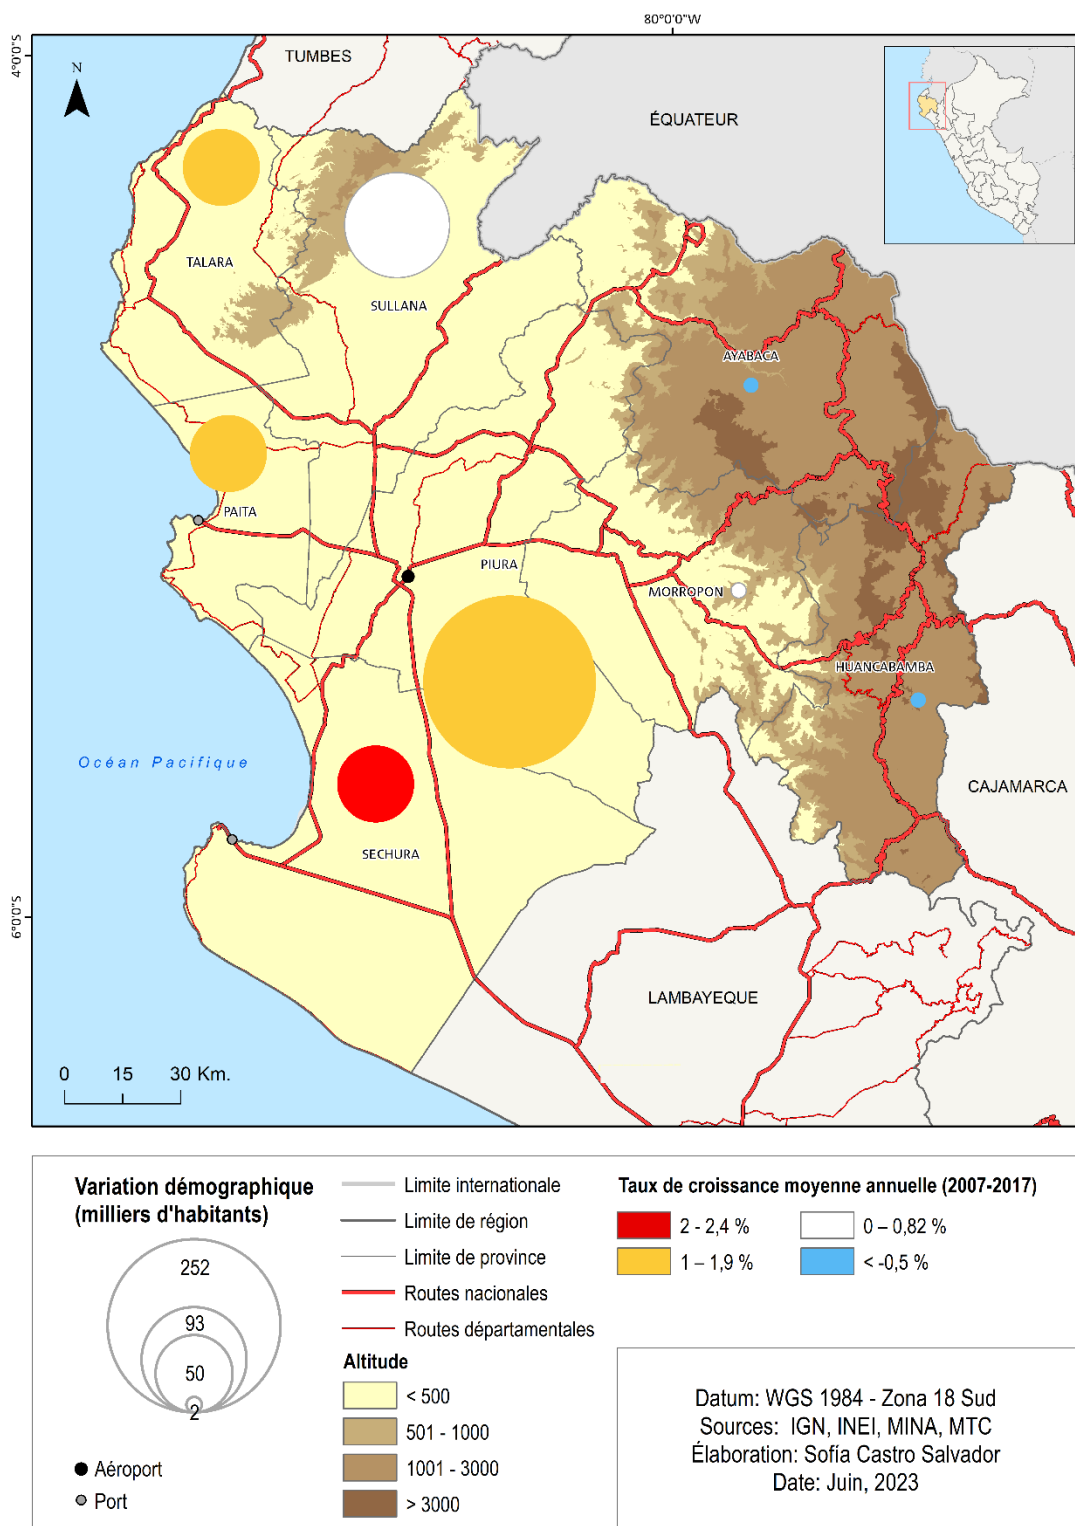 80°0'0"W
4°0'0"S
TUMBES
N
ÉQUATEUR
TALARA
SULLANA
AYABACA
PAITA
PIURA
MORROPON
HUANCABAMBA
Océan Pacifique
CAJAMARCA
SECHURA
6°0'0"S
LAMBAYEQUE
0 15 30 Km.
Variation démographique
(milliers d'habitants)
252
93
50
2
Aéroport
Port
Limite internationale
Limite de région
Limite de province
Routes nacionales
Routes départamentales
Altitude
< 500
501 - 1000
1001 - 3000
> 3000
Taux de croissance moyenne annuelle (2007-2017)
2 - 2,4 %
0 – 0,82 %
1 – 1,9 %
< -0,5 %
Datum: WGS 1984 - Zona 18 Sud
Sources: IGN, INEI, MINA, MTC
Élaboration: Sofía Castro Salvador
Date: Juin, 2023